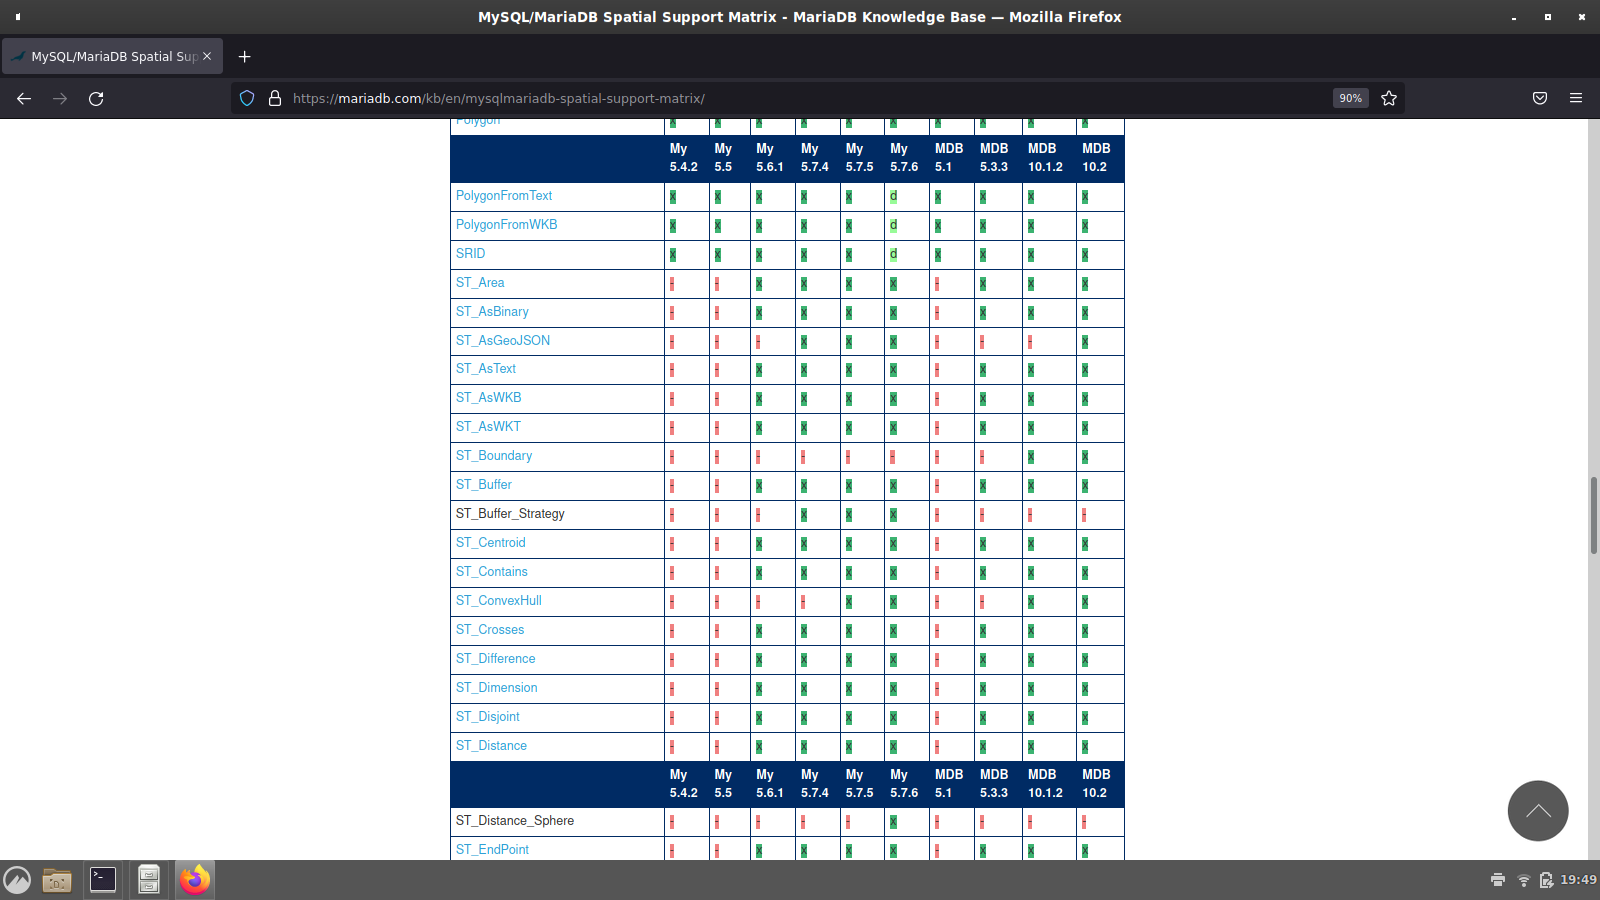 MySQL/MariaDB Spatial Support Matrix - MariaDB Knowledge Base — Mozilla Firefox
MySQL/MariaDB Spatial Sup
https://mariadb.com/kb/en/mysqlmariadb-spatial-support-matrix/ 90%
Polygon x x x x x x x x x x
My 5.4.2 My 5.5 My 5.6.1 My 5.7.4 My 5.7.5 My 5.7.6 MDB 5.1 MDB 5.3.3 MDB 10.1.2 MDB 10.2
PolygonFromText x x x x x d x x x x
PolygonFromWKB x x x x x d x x x x
SRID x x x x x d x x x x
ST_Area - - x x x x - x x x
ST_AsBinary - - x x x x - x x x
ST_AsGeoJSON - - - x x x - - - x
ST_AsText - - x x x x - x x x
ST_AsWKB - - x x x x - x x x
ST_AsWKT - - x x x x - x x x
ST_Boundary - - - - - - - - x x
ST_Buffer - - x x x x - x x x
ST_Buffer_Strategy - - - x x x - - - -
ST_Centroid - - x x x x - x x x
ST_Contains - - x x x x - x x x
ST_ConvexHull - - - - x x - - x x
ST_Crosses - - x x x x - x x x
ST_Difference - - x x x x - x x x
ST_Dimension - - x x x x - x x x
ST_Disjoint - - x x x x - x x x
ST_Distance - - x x x x - x x x
My 5.4.2 My 5.5 My 5.6.1 My 5.7.4 My 5.7.5 My 5.7.6 MDB 5.1 MDB 5.3.3 MDB 10.1.2 MDB 10.2
ST_Distance_Sphere - - - - - x - - - -
ST_EndPoint - - x x x x - x x x
19:49